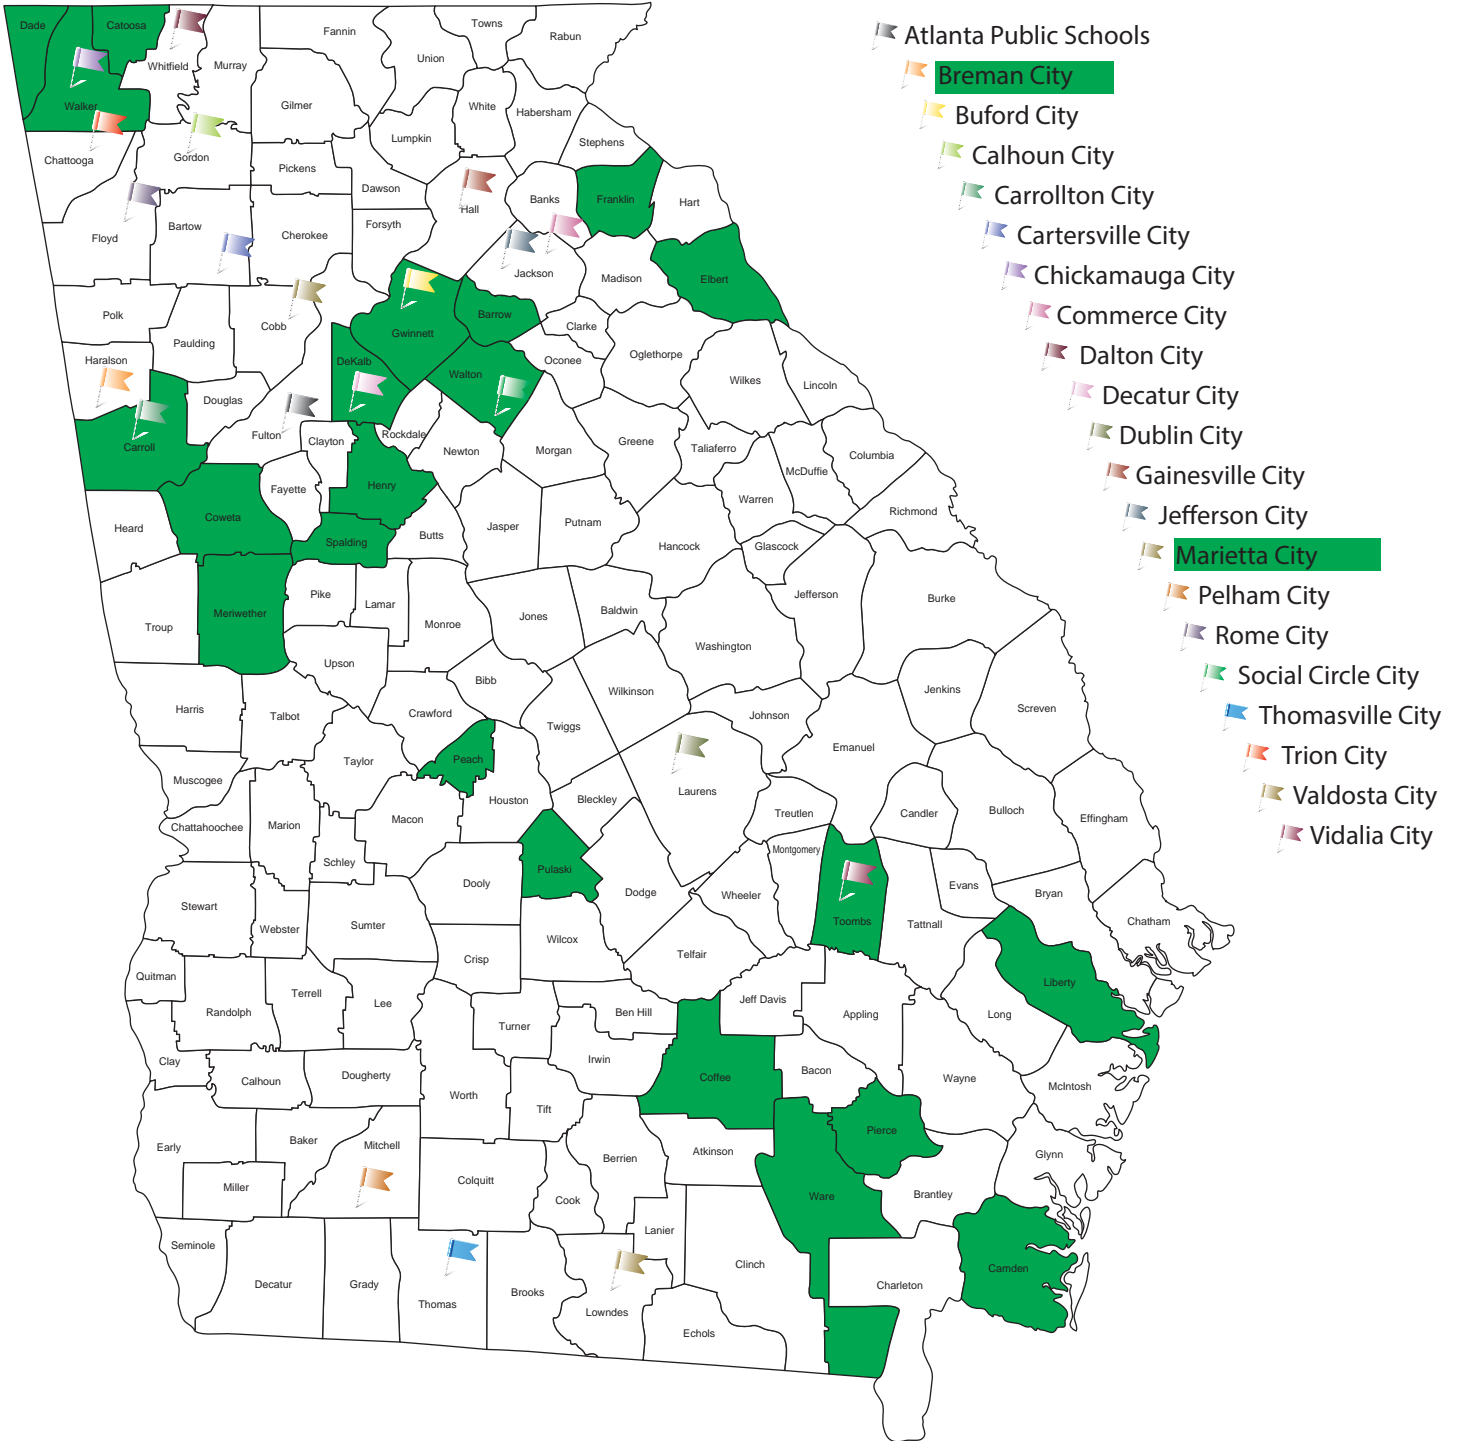 Dade
Catoosa
Fannin
Towns
Rabun
Union
Whitfield
Murray
Walker
Gilmer
White
Habersham
Lumpkin
Stephens
Chattooga
Gordon
Pickens
Dawson
Hall
Banks
Franklin
Hart
Floyd
Bartow
Cherokee
Forsyth
Jackson
Madison
Elbert
Polk
Paulding
Cobb
Gwinnett
Barrow
Clarke
Oconee
Oglethorpe
Haralson
DeKalb
Walton
Wilkes
Lincoln
Douglas
Carroll
Fulton
Clayton
Rockdale
Newton
Morgan
Greene
Taliaferro
McDuffie
Columbia
Fayette
Henry
Warren
Richmond
Heard
Coweta
Spalding
Butts
Jasper
Putnam
Hancock
Glascock
Jefferson
Burke
Troup
Meriwether
Pike
Lamar
Monroe
Jones
Baldwin
Washington
Upson
Bibb
Wilkinson
Jenkins
Screven
Harris
Talbot
Crawford
Twiggs
Johnson
Emanuel
Muscogee
Taylor
Peach
Houston
Bleckley
Laurens
Treutlen
Candler
Bulloch
Effingham
Chattahoochee
Marion
Macon
Schley
Montgomery
Pulaski
Dooly
Dodge
Wheeler
Toombs
Evans
Tattnall
Bryan
Chatham
Stewart
Webster
Sumter
Crisp
Wilcox
Telfair
Liberty
Quitman
Randolph
Terrell
Lee
Turner
Ben Hill
Jeff Davis
Appling
Long
Clay
Calhoun
Dougherty
Worth
Tift
Irwin
Coffee
Bacon
Wayne
McIntosh
Early
Baker
Mitchell
Miller
Colquitt
Cook
Berrien
Atkinson
Pierce
Ware
Brantley
Glynn
Seminole
Decatur
Grady
Thomas
Brooks
Lowndes
Lanier
Clinch
Echols
Charleton
Camden
Atlanta Public Schools
Breman City
Buford City
Calhoun City
Carrollton City
Cartersville City
Chickamauga City
Commerce City
Dalton City
Decatur City
Dublin City
Gainesville City
Jefferson City
Marietta City
Pelham City
Rome City
Social Circle City
Thomasville City
Trion City
Valdosta City
Vidalia City